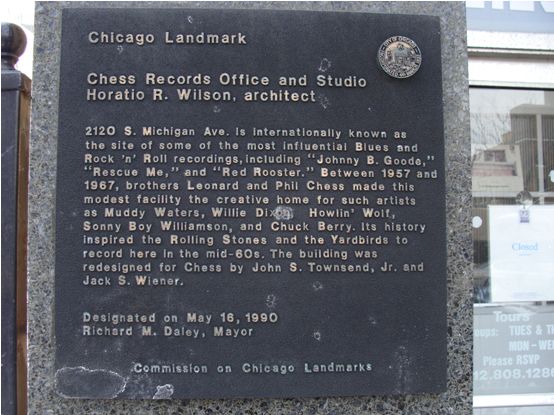 Chicago Landmark
Chess Records Office and Studio
Horatio R. Wilson, architect
2120 S. Michigan Ave. is internationally known as
the site of some of the most influential Blues and
Rock 'n' Roll recordings, including "Johnny B. Goode,"
"Rescue Me," and "Red Rooster." Between 1957 and
1967, brothers Leonard and Phil Chess made this
modest facility the creative home for such artists
as Muddy Waters, Willie Dixon, Howlin' Wolf,
Sonny Boy Williamson, and Chuck Berry. Its history
inspired the Rolling Stones and the Yardbirds to
record here in the mid-60s. The building was
redesigned for Chess by John S. Townsend, Jr. and
Jack S. Wiener.
Designated on May 16, 1990
Richard M. Daley, Mayor
Commission on Chicago Landmarks
Closed
Tours
TUES & T
MON - WE
Please RSVP
12.808.128